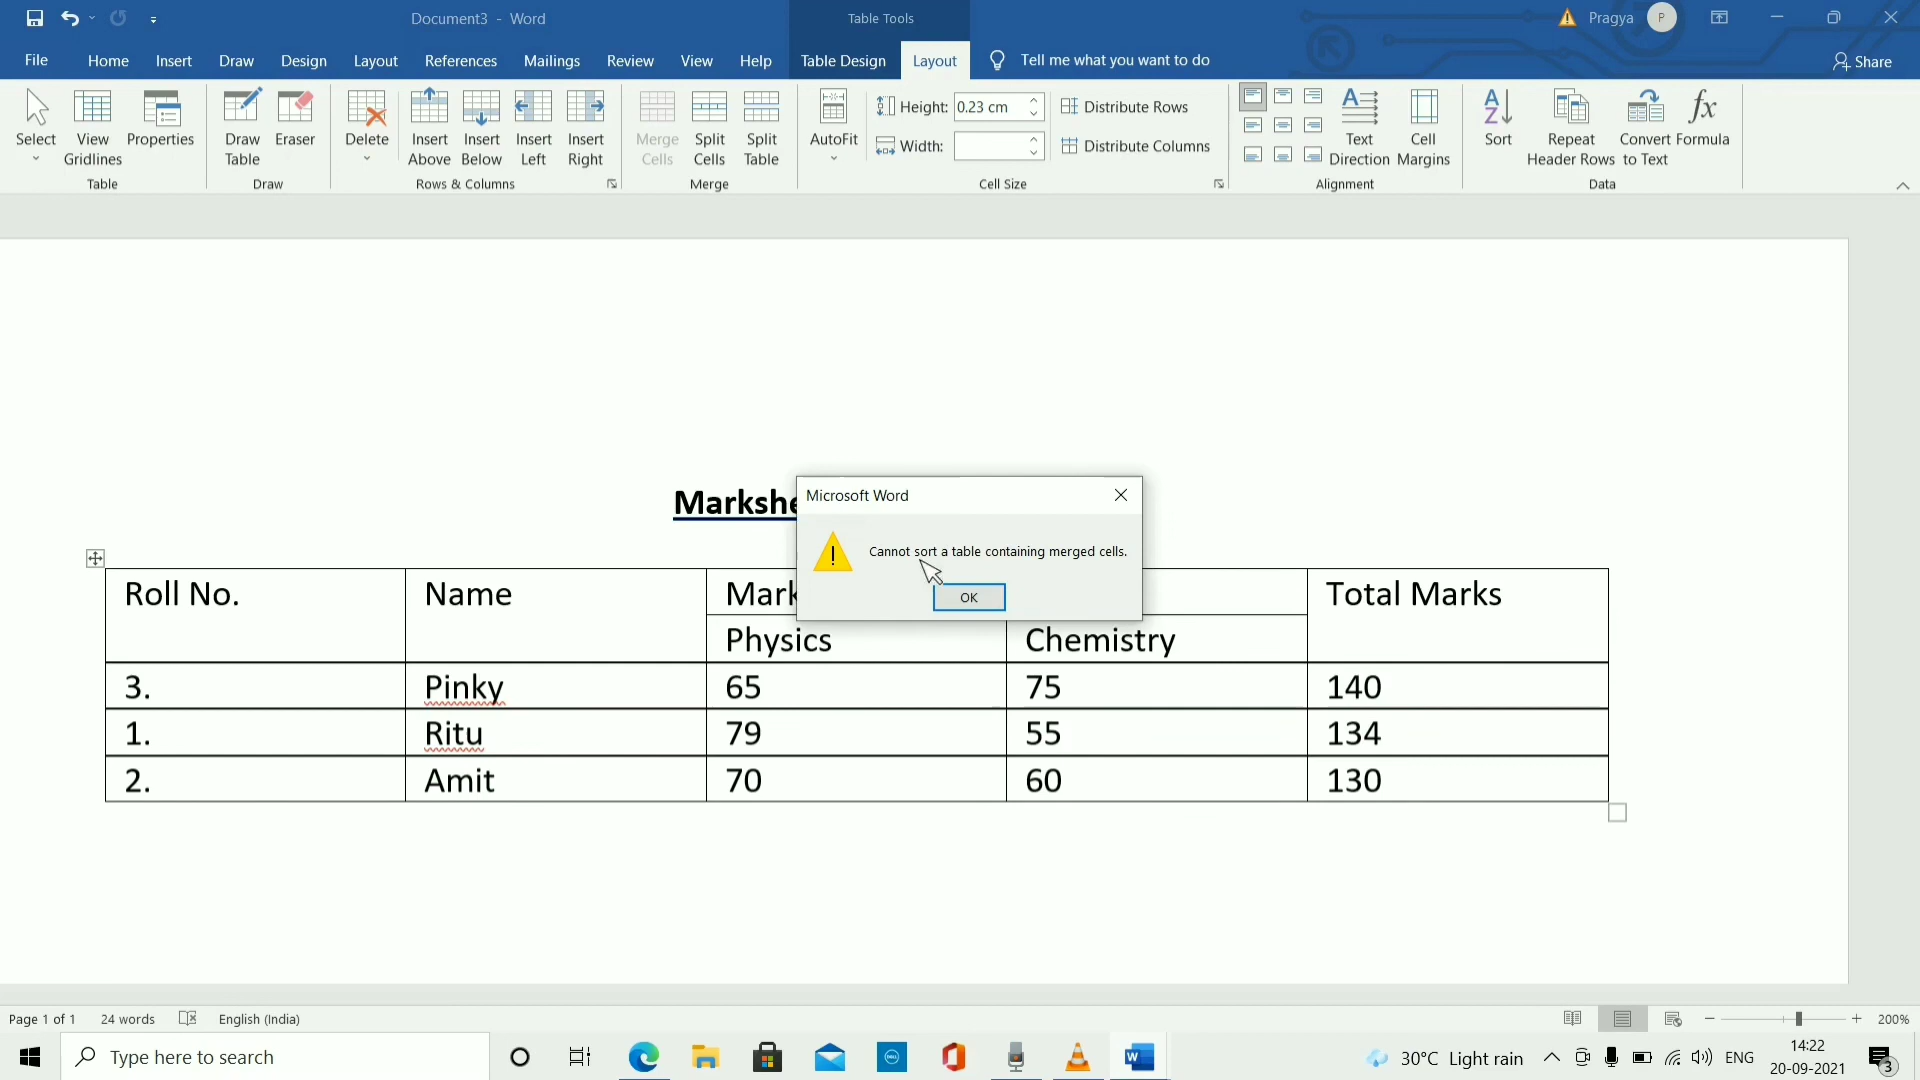 Document3 - Word
Table Tools
Pragya
P
File
Home
Insert
Draw
Design
Layout
References
Mailings
Review
View
Help
Table Design
Layout
Tell me what you want to do
Share
Select
View Gridlines
Properties
Table
Draw Table
Eraser
Draw
Delete
Insert Above
Insert Below
Insert Left
Insert Right
Rows & Columns
Merge Cells
Split Cells
Split Table
Merge
AutoFit
Height: 0.23 cm
Width:
Distribute Rows
Distribute Columns
Cell Size
Text Direction
Cell Margins
Alignment
Sort
Repeat Header Rows
Convert to Text
Formula
Data
Markshe
Microsoft Word
Cannot sort a table containing merged cells.
OK
Roll No. Name Mark Total Marks
Physics Chemistry
3. Pinky 65 75 140
1. Ritu 79 55 134
2. Amit 70 60 130
Page 1 of 1
24 words
English (India)
200%
Type here to search
30°C Light rain
ENG
14:22
20-09-2021
3